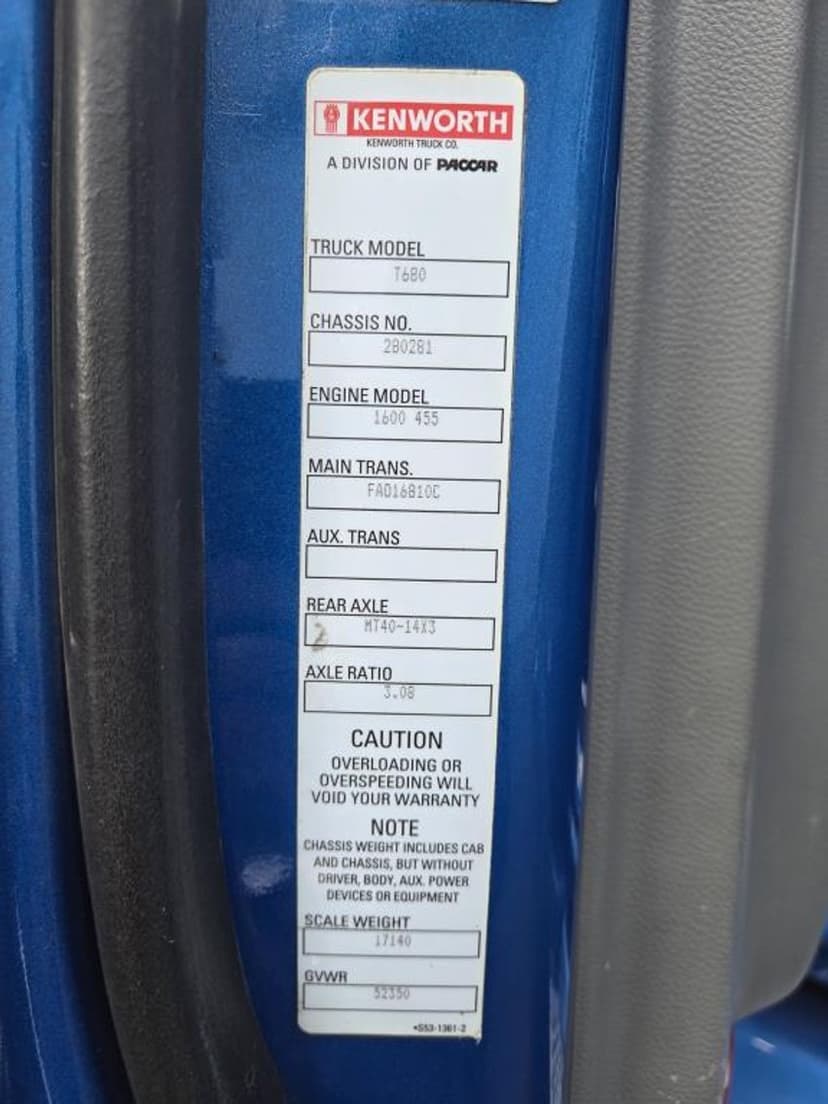 KENWORTH
KENWORTH TRUCK CO.
A DIVISION OF PACCAR
TRUCK MODEL
T680
CHASSIS NO.
280281
ENGINE MODEL
1600 455
MAIN TRANS.
FAO16810C
AUX. TRANS
REAR AXLE
MT40-14X3
AXLE RATIO
3.08
CAUTION
OVERLOADING OR
OVERSPEEDING WILL
VOID YOUR WARRANTY
NOTE
CHASSIS WEIGHT INCLUDES CAB
AND CHASSIS, BUT WITHOUT
DRIVER, BODY, AUX. POWER
DEVICES OR EQUIPMENT
SCALE WEIGHT
17140
GVWR
52350
•S53-1361-2